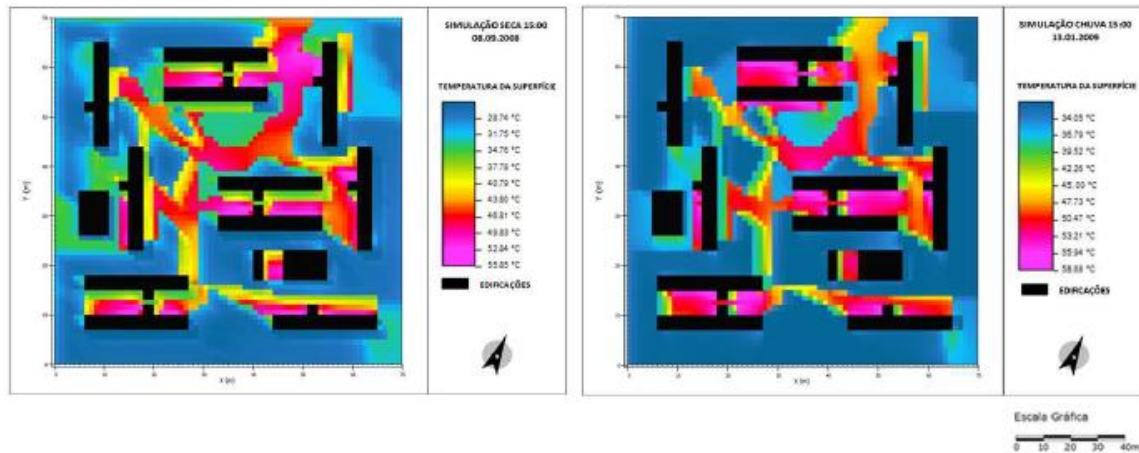 SIMULAÇÃO SECA 15:00
08.09.2008
TEMPERATURA DA SUPERFÍCIE
28.74 °C
31.75 °C
34.76 °C
37.78 °C
40.79 °C
43.80 °C
46.81 °C
49.83 °C
52.84 °C
55.85 °C
EDIFICAÇÕES
X (m)
Y (m)
SIMULAÇÃO CHUVA 15:00
13.01.2009
TEMPERATURA DA SUPERFÍCIE
34.05 °C
36.79 °C
39.52 °C
42.26 °C
45.00 °C
47.73 °C
50.47 °C
53.21 °C
55.94 °C
58.68 °C
EDIFICAÇÕES
X (m)
Y (m)
Escala Gráfica
0 10 20 30 40m